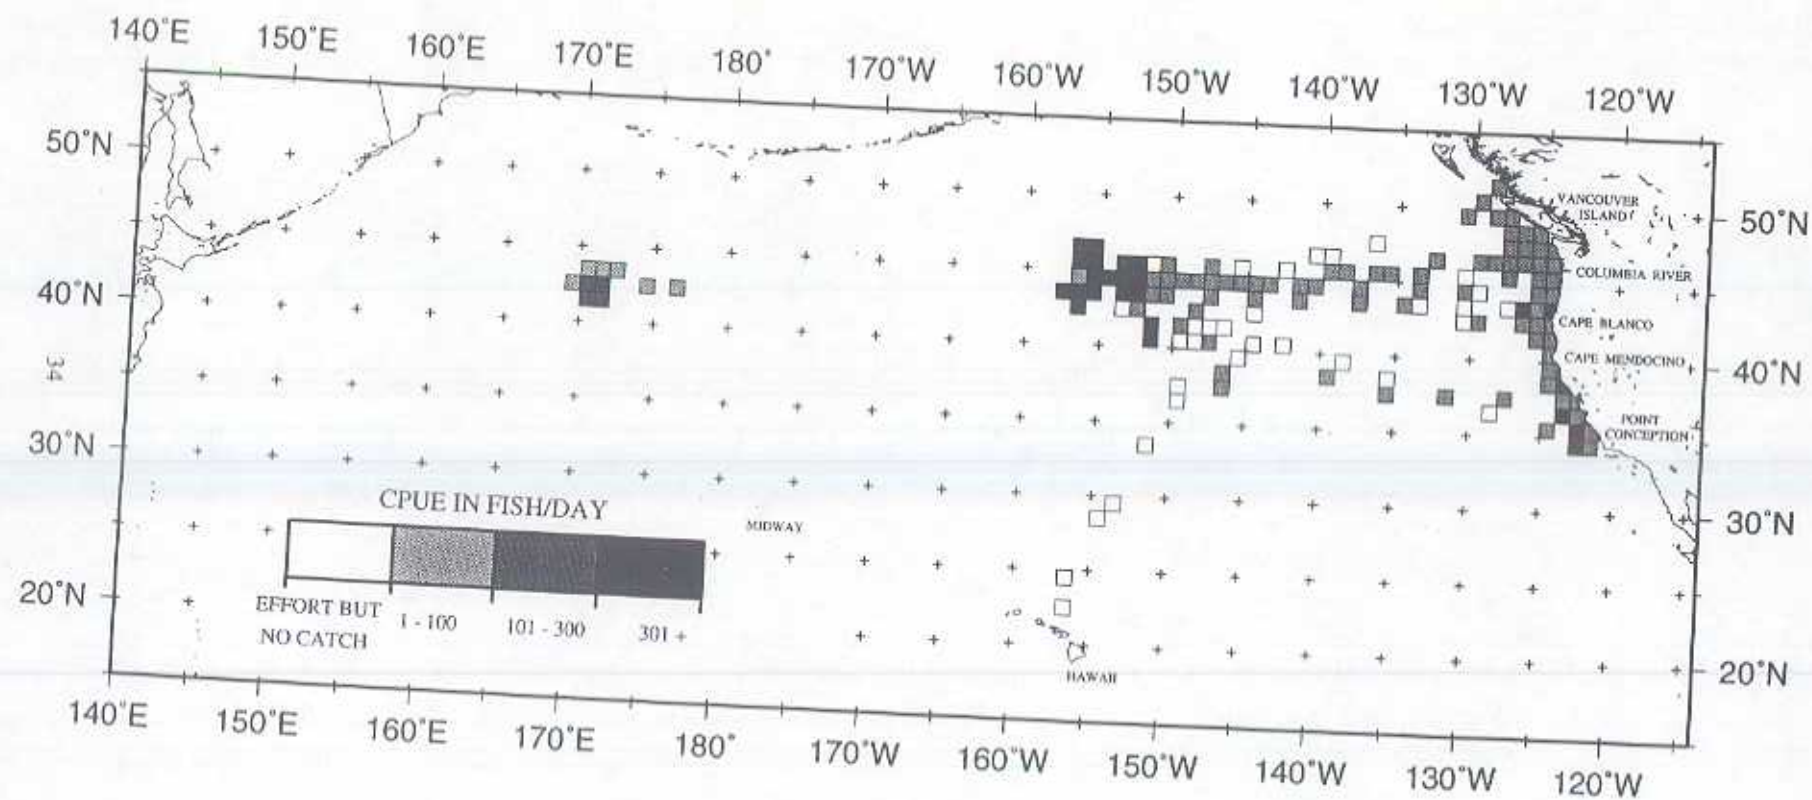 140°E 150°E 160°E 170°E 180° 170°W 160°W 150°W 140°W 130°W 120°W
50°N
50°N
VANCOUVER
ISLAND
COLUMBIA RIVER
40°N
CAPE BLANCO
CAPE MENDOCINO
40°N
34
POINT
CONCEPTION
30°N
CPUE IN FISH/DAY
MIDWAY
30°N
20°N
EFFORT BUT
NO CATCH
1 - 100
101 - 300
301 +
HAWAII
20°N
140°E 150°E 160°E 170°E 180° 170°W 160°W 150°W 140°W 130°W 120°W